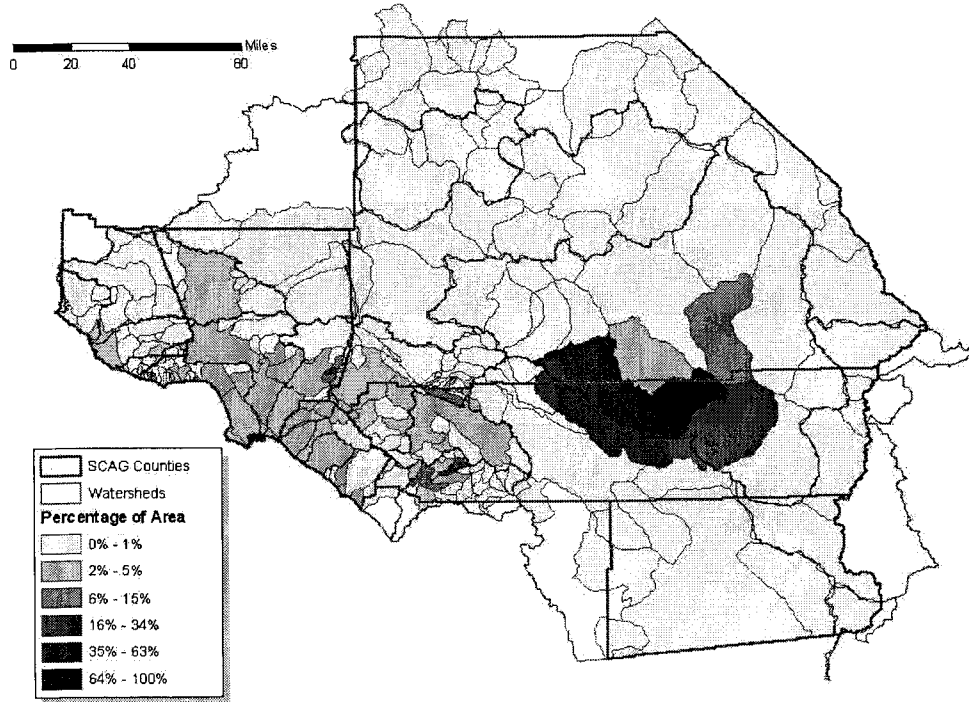 Miles
0 20 40 80
SCAG Counties
Watersheds
Percentage of Area
0% - 1%
2% - 5%
6% - 15%
16% - 34%
35% - 63%
64% - 100%